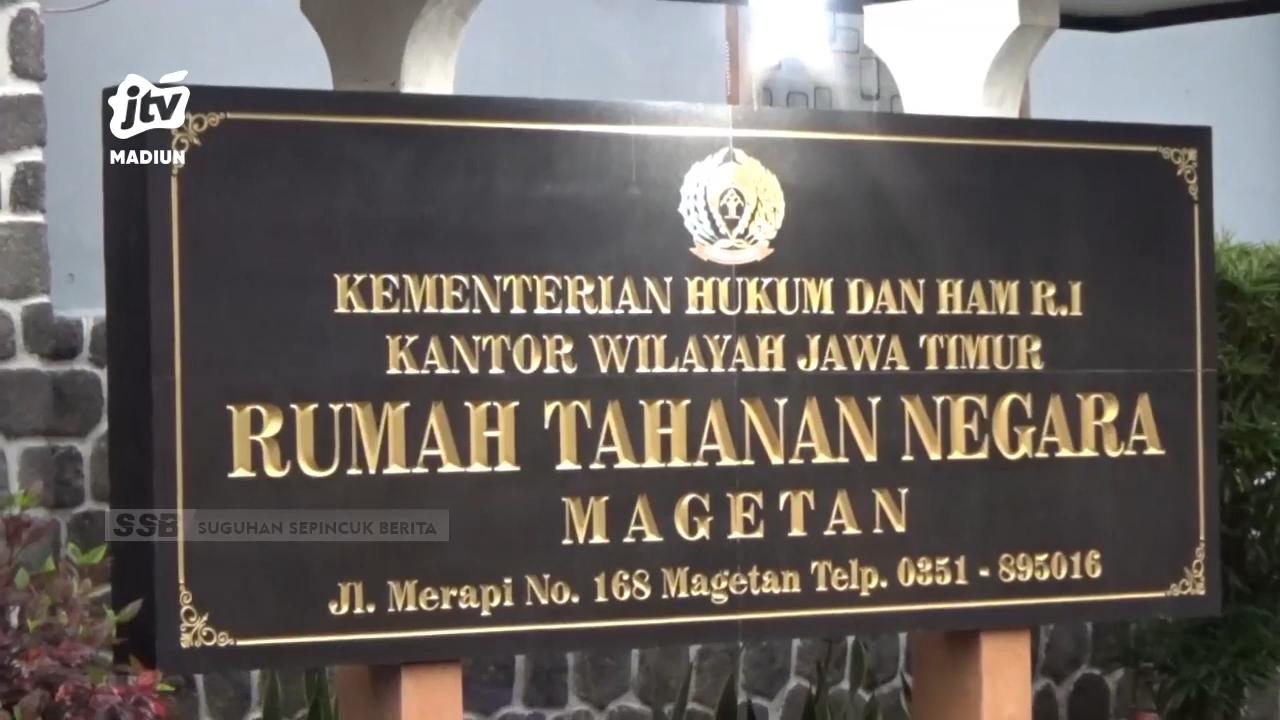 jtv
MADIUN
KEMENTERIAN HUKUM DAN HAM R.I
KANTOR WILAYAH JAWA TIMUR
RUMAH TAHANAN NEGARA
MAGETAN
SSB SUGUHAN SEPINCUK BERITA
Jl. Merapi No. 168 Magetan Telp. 0351 - 895016